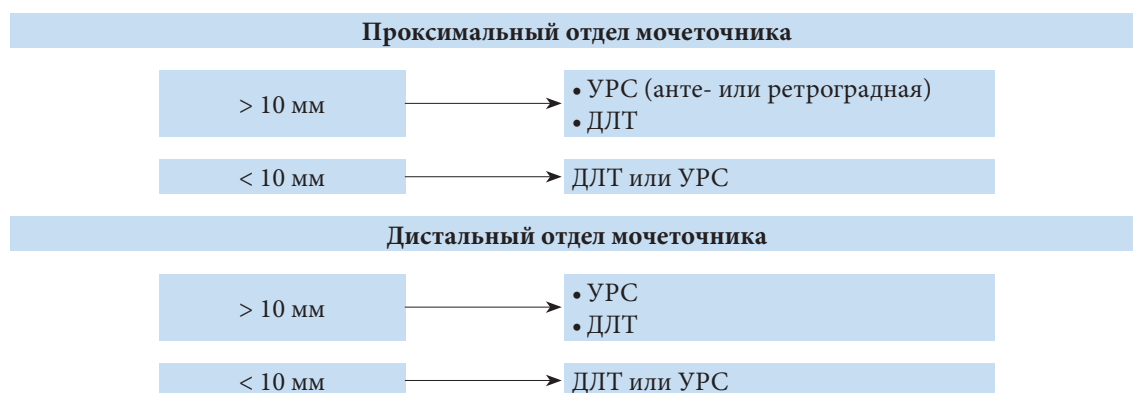 Проксимальный отдел мочеточника
> 10 мм
• УРС (анте- или ретроградная)
• ДЛТ
< 10 мм
ДЛТ или УРС
Дистальный отдел мочеточника
> 10 мм
• УРС
• ДЛТ
< 10 мм
ДЛТ или УРС